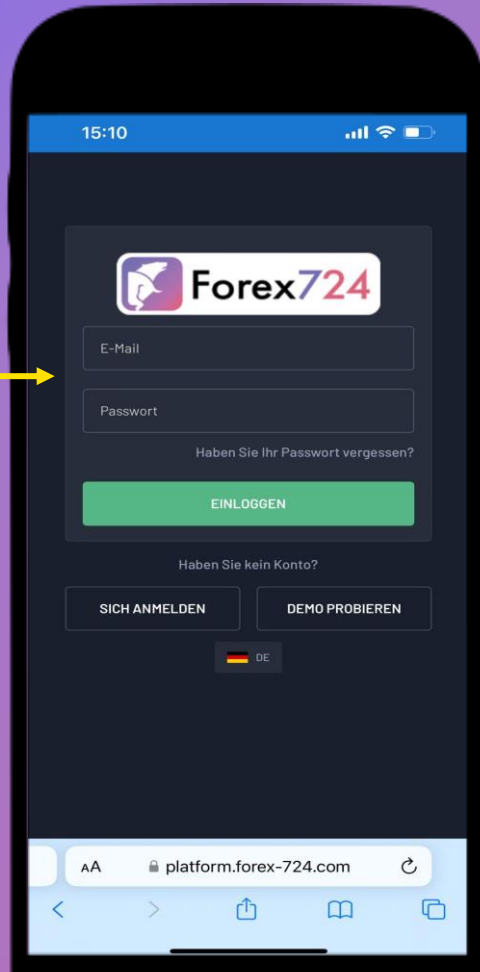 15:10
Forex724
E-Mail
Passwort
Haben Sie Ihr Passwort vergessen?
EINLOGGEN
Haben Sie kein Konto?
SICH ANMELDEN
DEMO PROBIEREN
DE
AA platform.forex-724.com